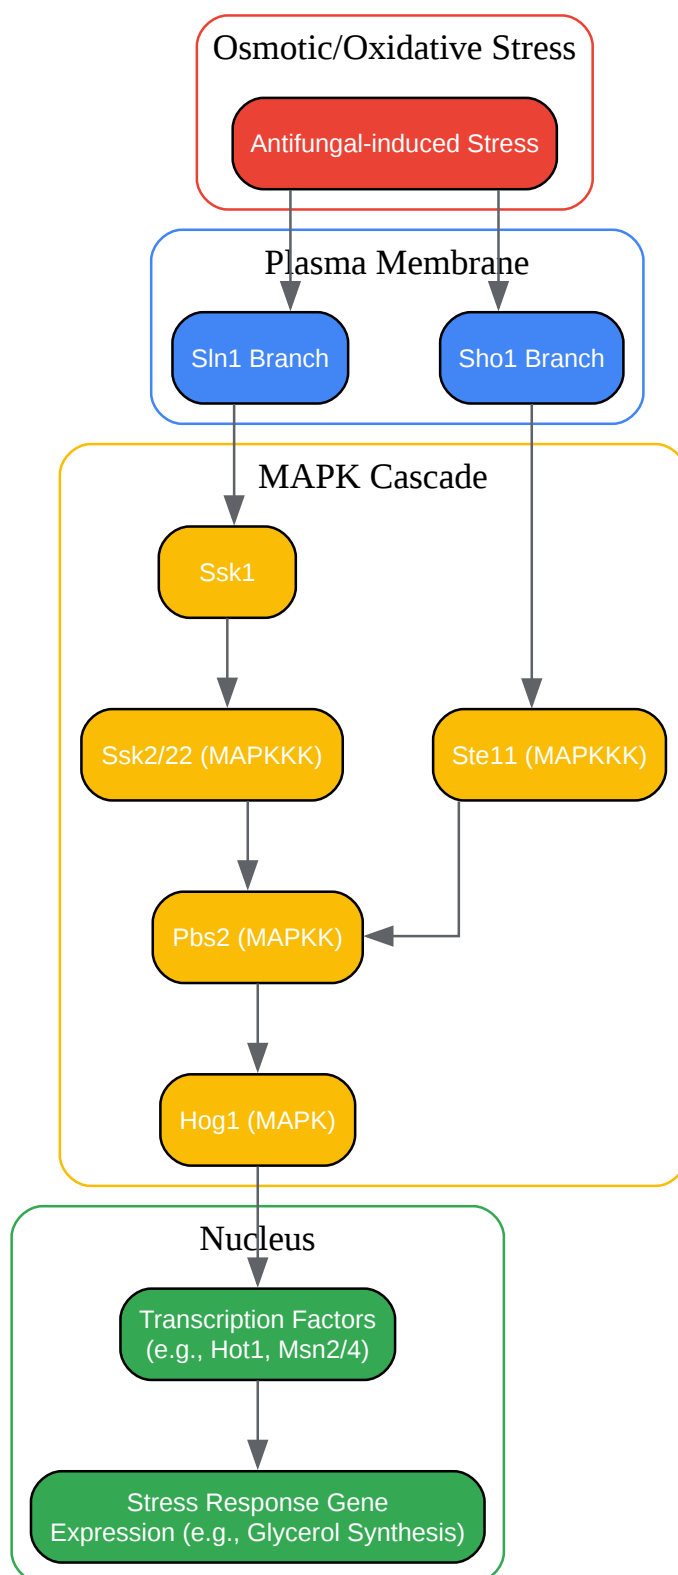 Osmotic/Oxidative Stress
Antifungal-induced Stress
Plasma Membrane
Sln1 Branch
Sho1 Branch
MAPK Cascade
Ssk1
Ssk2/22 (MAPKKK)
Ste11 (MAPKKK)
Pbs2 (MAPKK)
Hog1 (MAPK)
Nucleus
Transcription Factors
(e.g., Hot1, Msn2/4)
Stress Response Gene
Expression (e.g., Glycerol Synthesis)